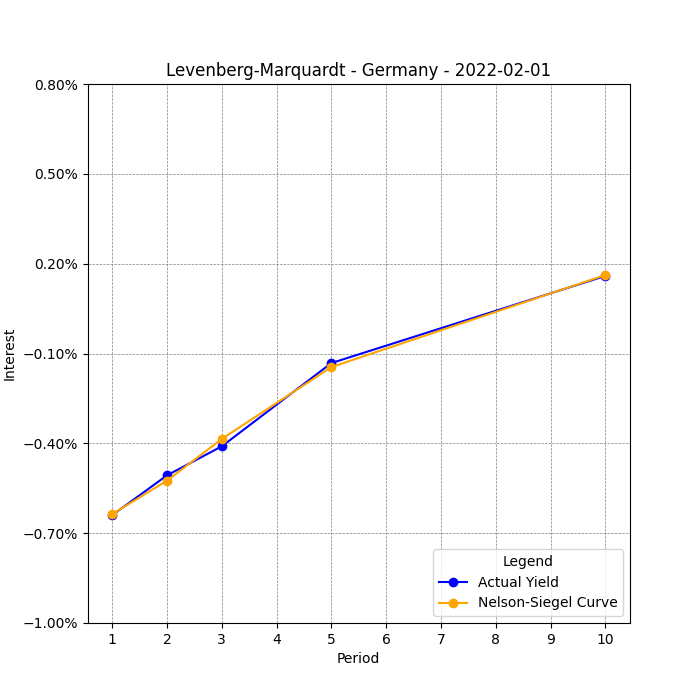 Levenberg-Marquardt - Germany - 2022-02-01
0.80%
0.50%
0.20%
−0.10%
−0.40%
−0.70%
−1.00%
Interest
1 2 3 4 5 6 7 8 9 10
Period
Legend
Actual Yield
Nelson-Siegel Curve